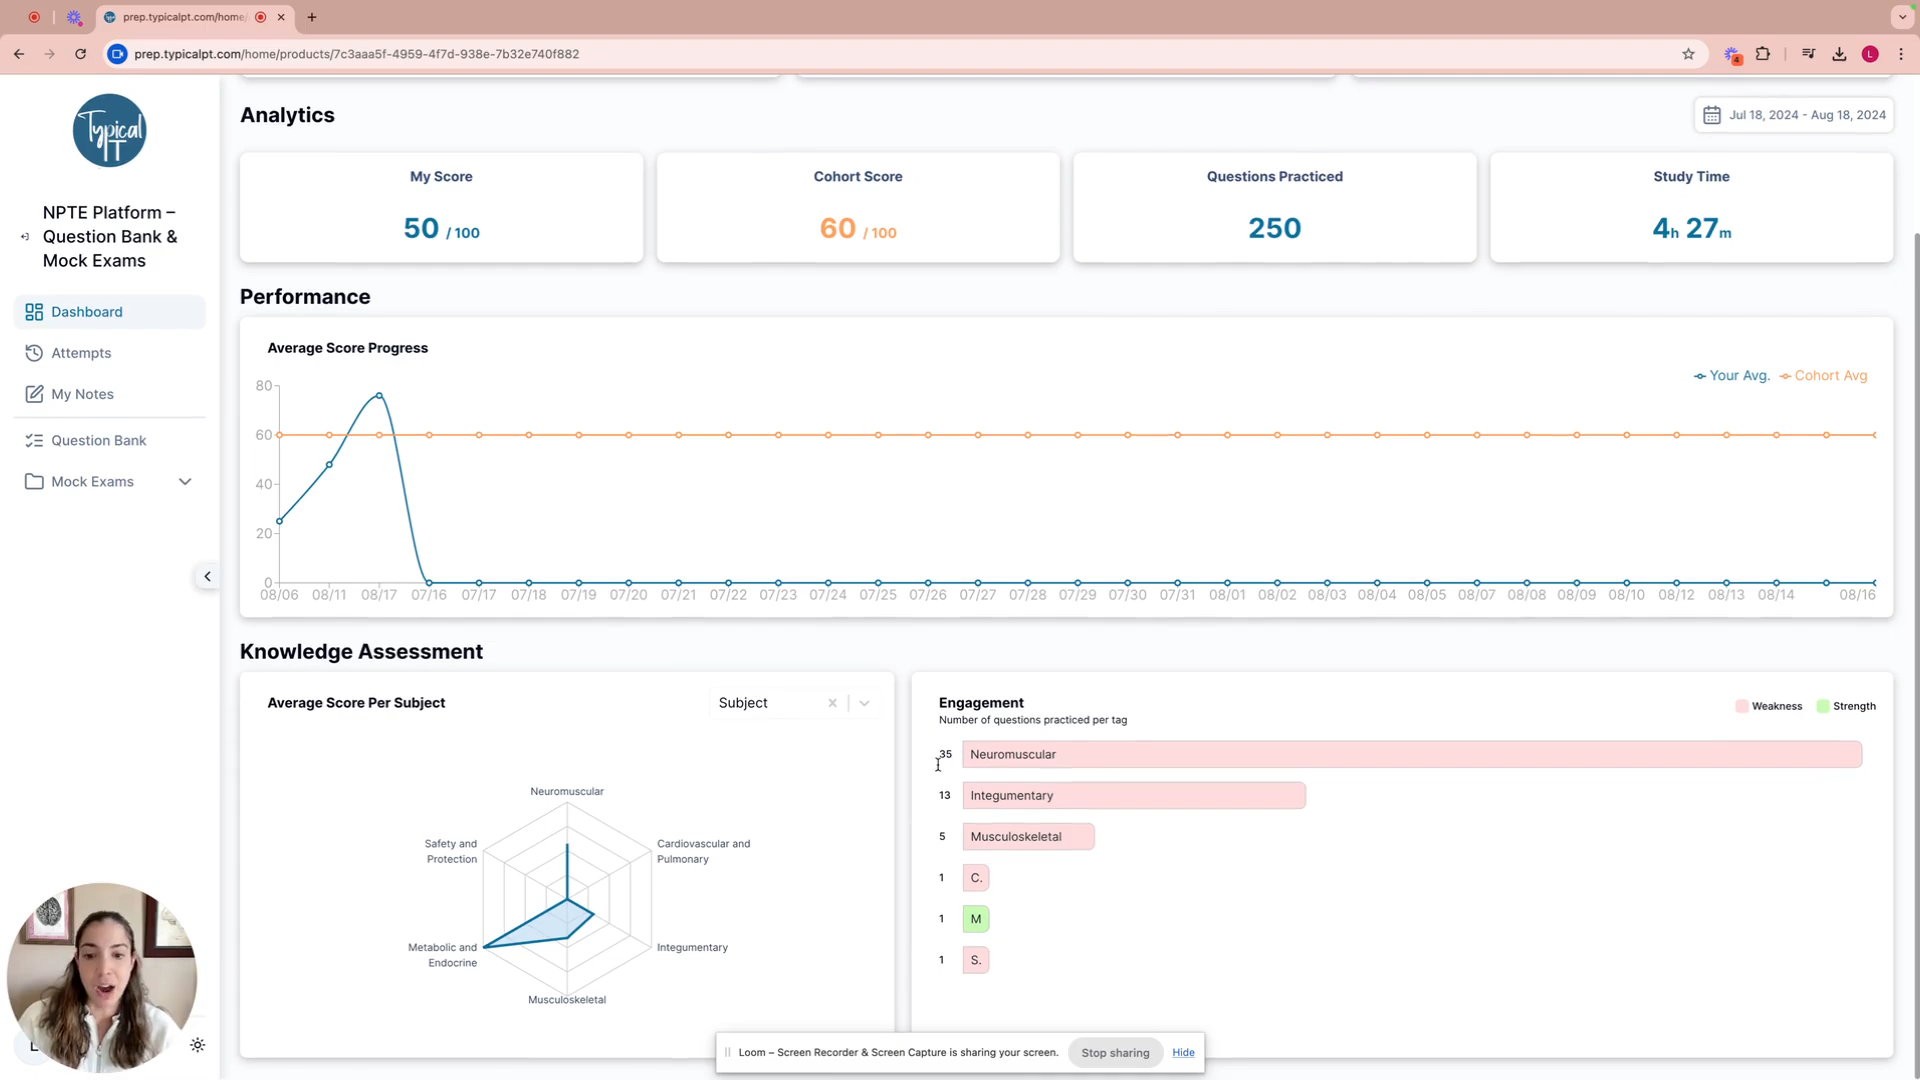 prep.typicalpt.com/home/
prep.typicalpt.com/home/products/7c3aaa5f-4959-4f7d-938e-7b32e740f882
4
L
Typical
PT
NPTE Platform –
Question Bank &
Mock Exams
Dashboard
Attempts
My Notes
Question Bank
Mock Exams
Analytics
Jul 18, 2024 - Aug 18, 2024
My Score
50 / 100
Cohort Score
60 / 100
Questions Practiced
250
Study Time
4h 27m
Performance
Average Score Progress
Your Avg. Cohort Avg
80
60
40
20
0
08/06 08/11 08/17 07/16 07/17 07/18 07/19 07/20 07/21 07/22 07/23 07/24 07/25 07/26 07/27 07/28 07/29 07/30 07/31 08/01 08/02 08/03 08/04 08/05 08/07 08/08 08/09 08/10 08/12 08/13 08/14 08/16
Knowledge Assessment
Average Score Per Subject
Subject
Neuromuscular
Safety and
Protection
Cardiovascular and
Pulmonary
Metabolic and
Endocrine
Integumentary
Musculoskeletal
Engagement
Number of questions practiced per tag
Weakness Strength
35 Neuromuscular
13 Integumentary
5 Musculoskeletal
1 C.
1 M
1 S.
Loom – Screen Recorder & Screen Capture is sharing your screen. Stop sharing Hide